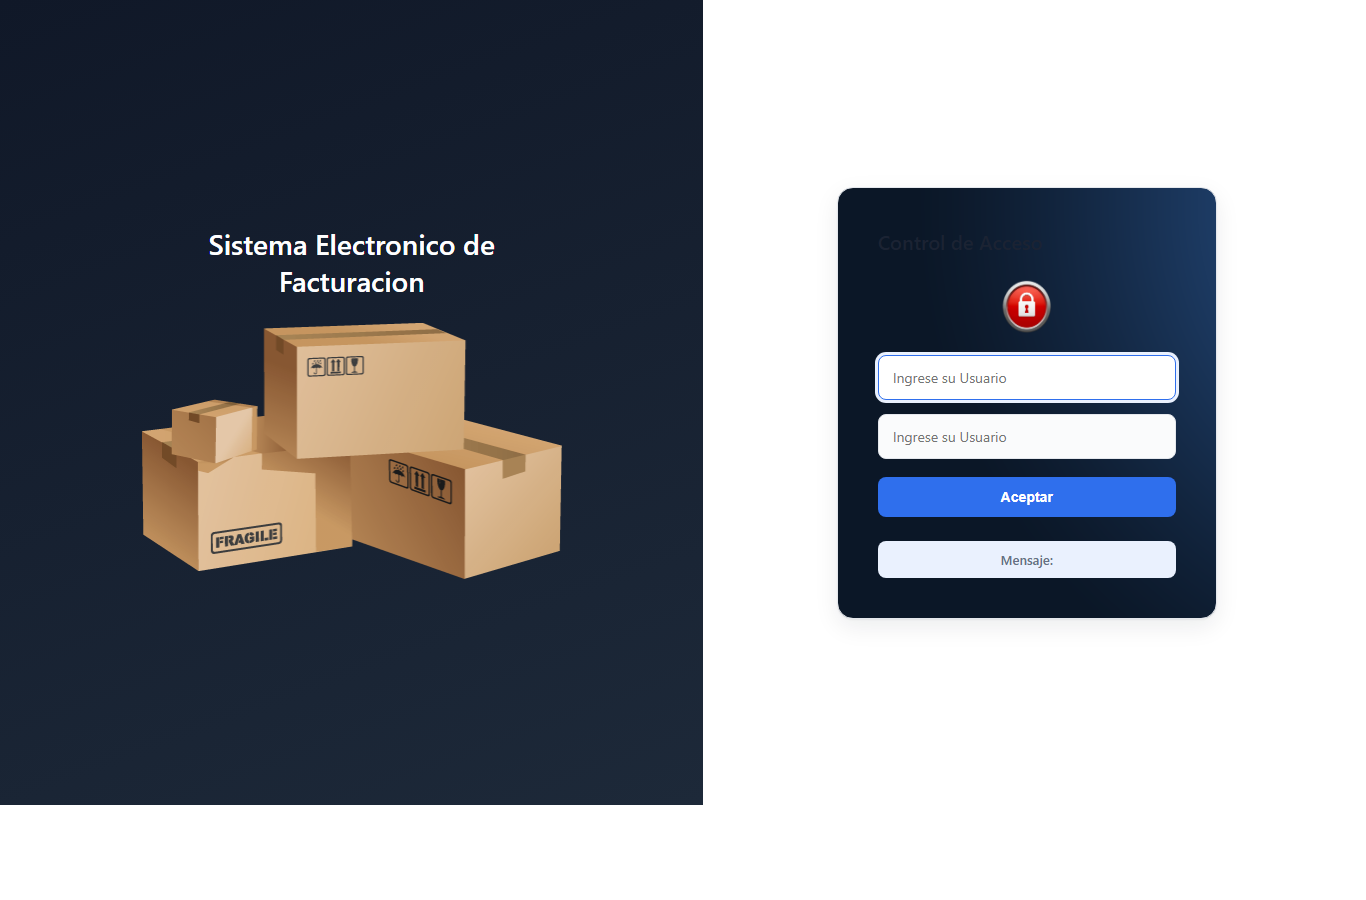 Sistema Electronico de
Facturacion
FRAGILE
Control de Acceso
Ingrese su Usuario
Ingrese su Usuario
Aceptar
Mensaje: